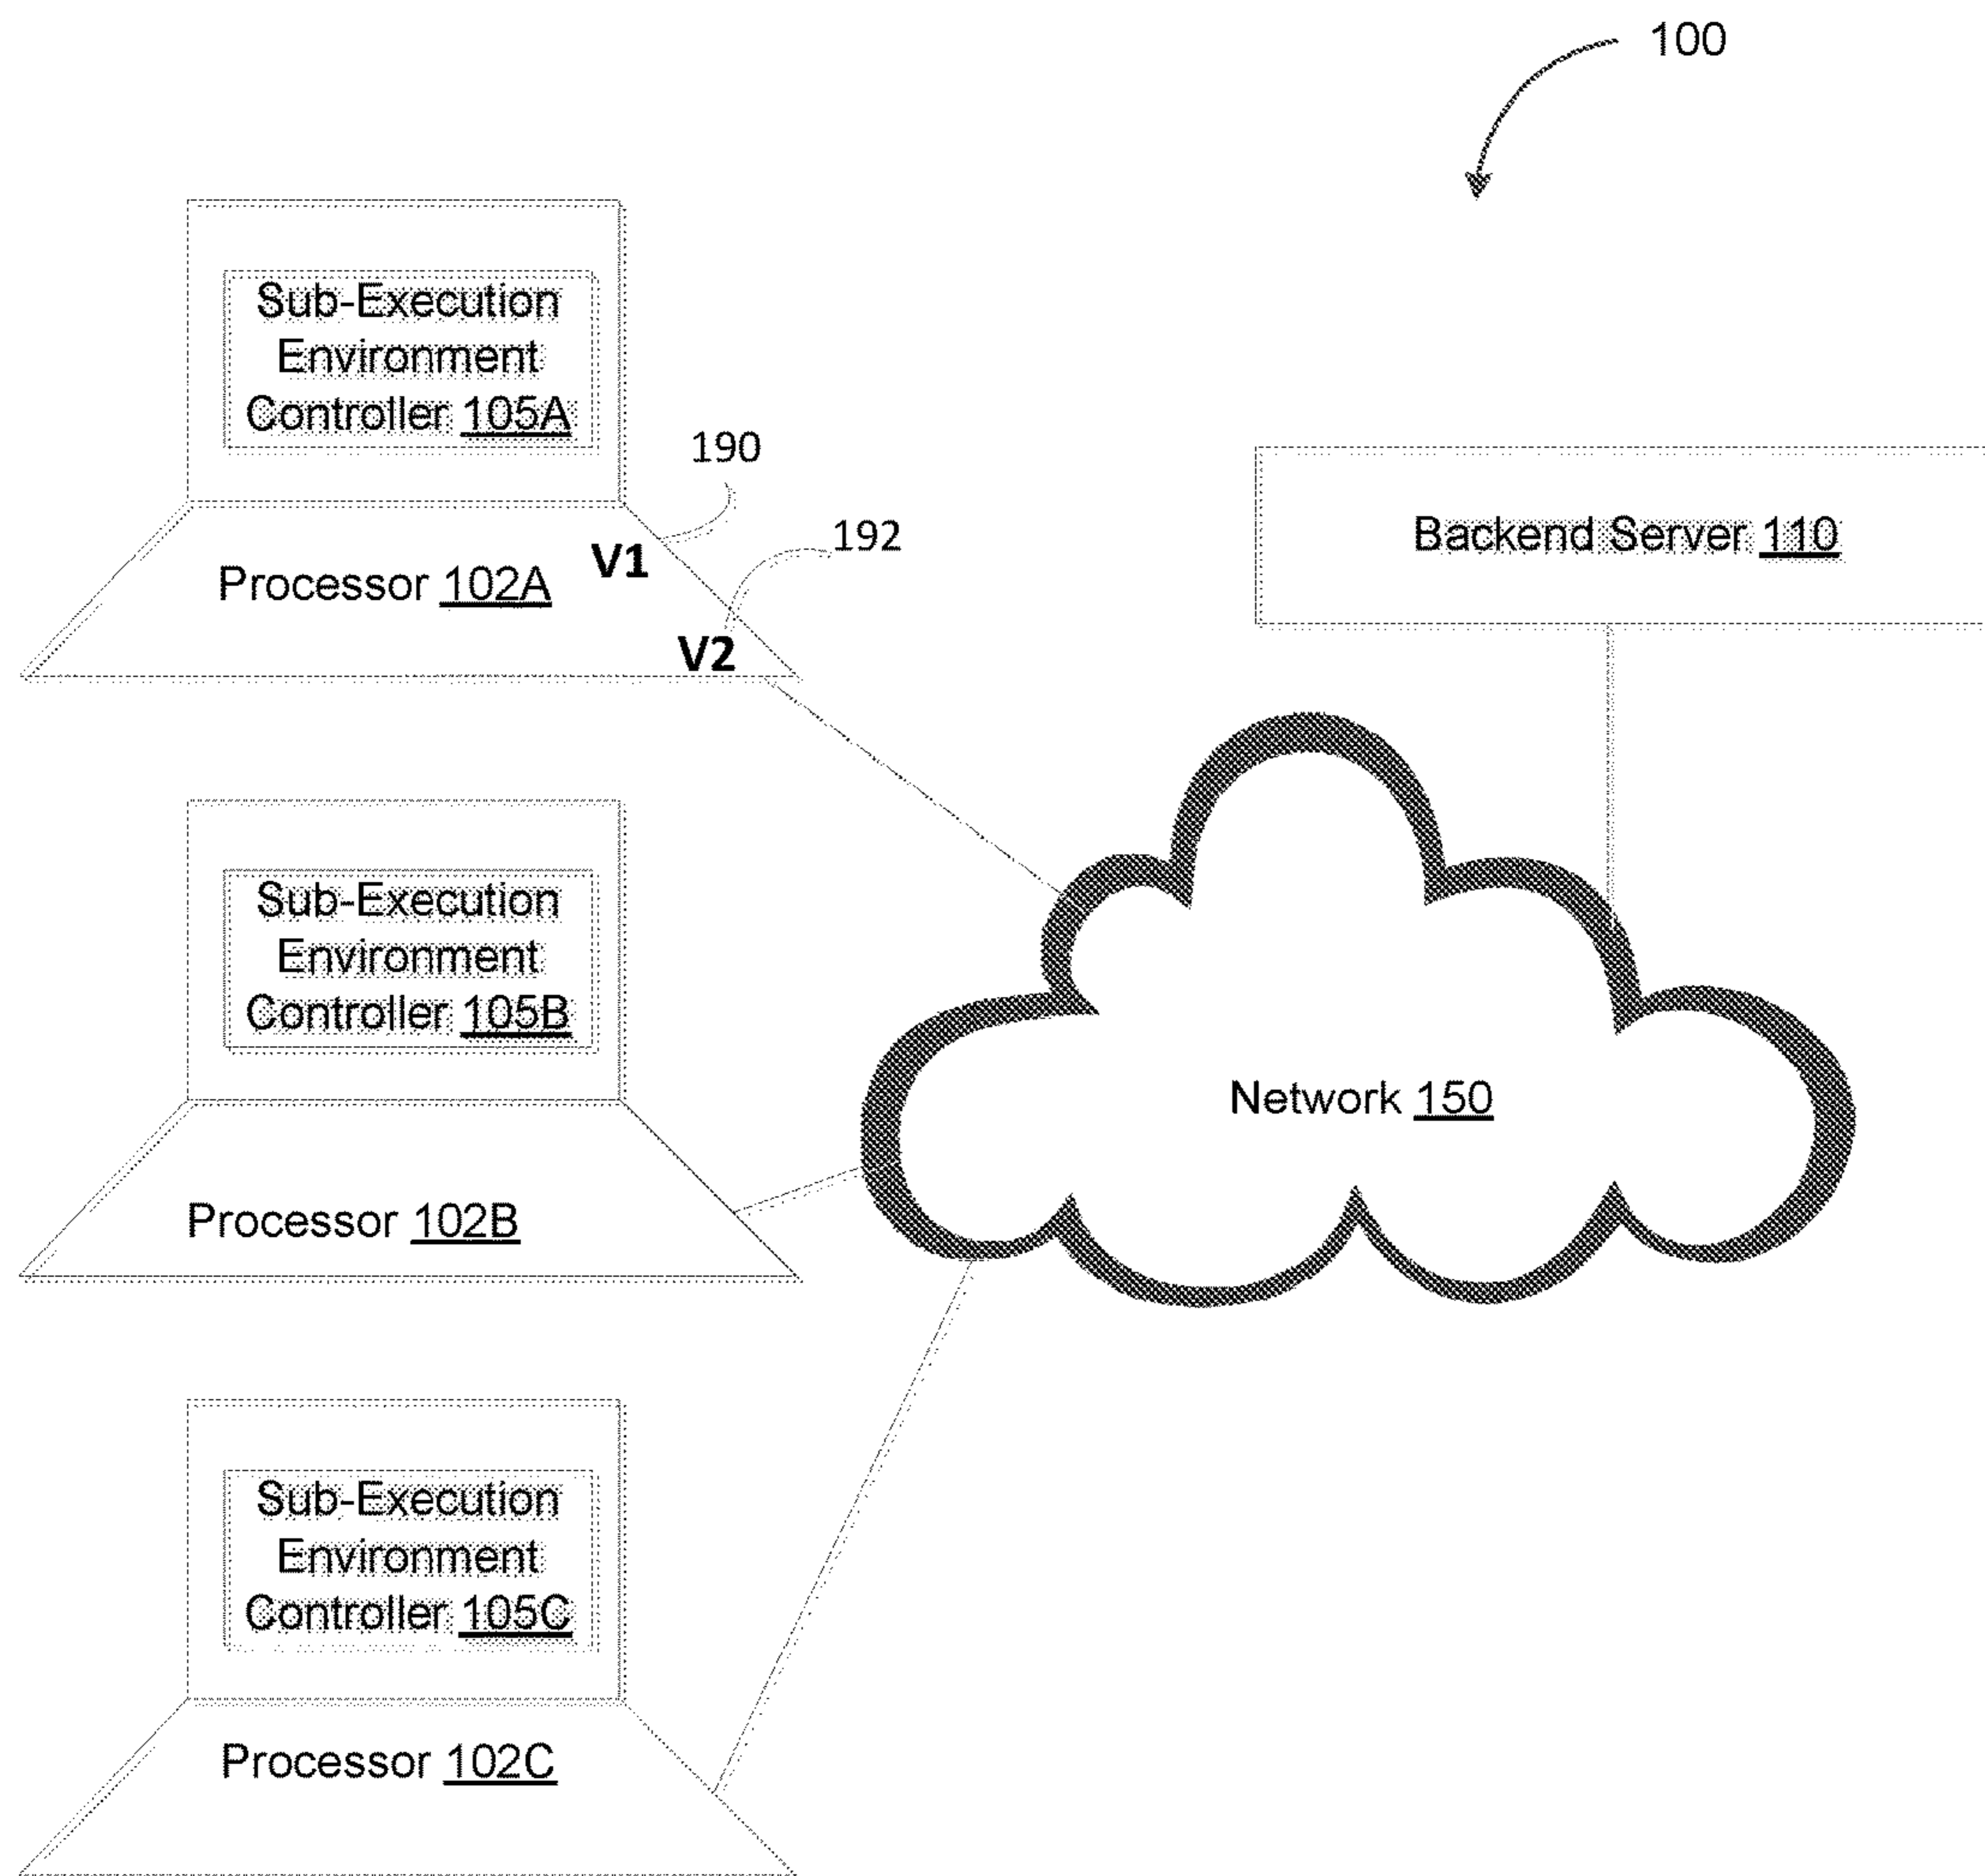 100
Sub-Execution
Environment
Controller 105A
190
192
V1
Processor 102A
V2
Backend Server 110
Sub-Execution
Environment
Controller 105B
Processor 102B
Network 150
Sub-Execution
Environment
Controller 105C
Processor 102C